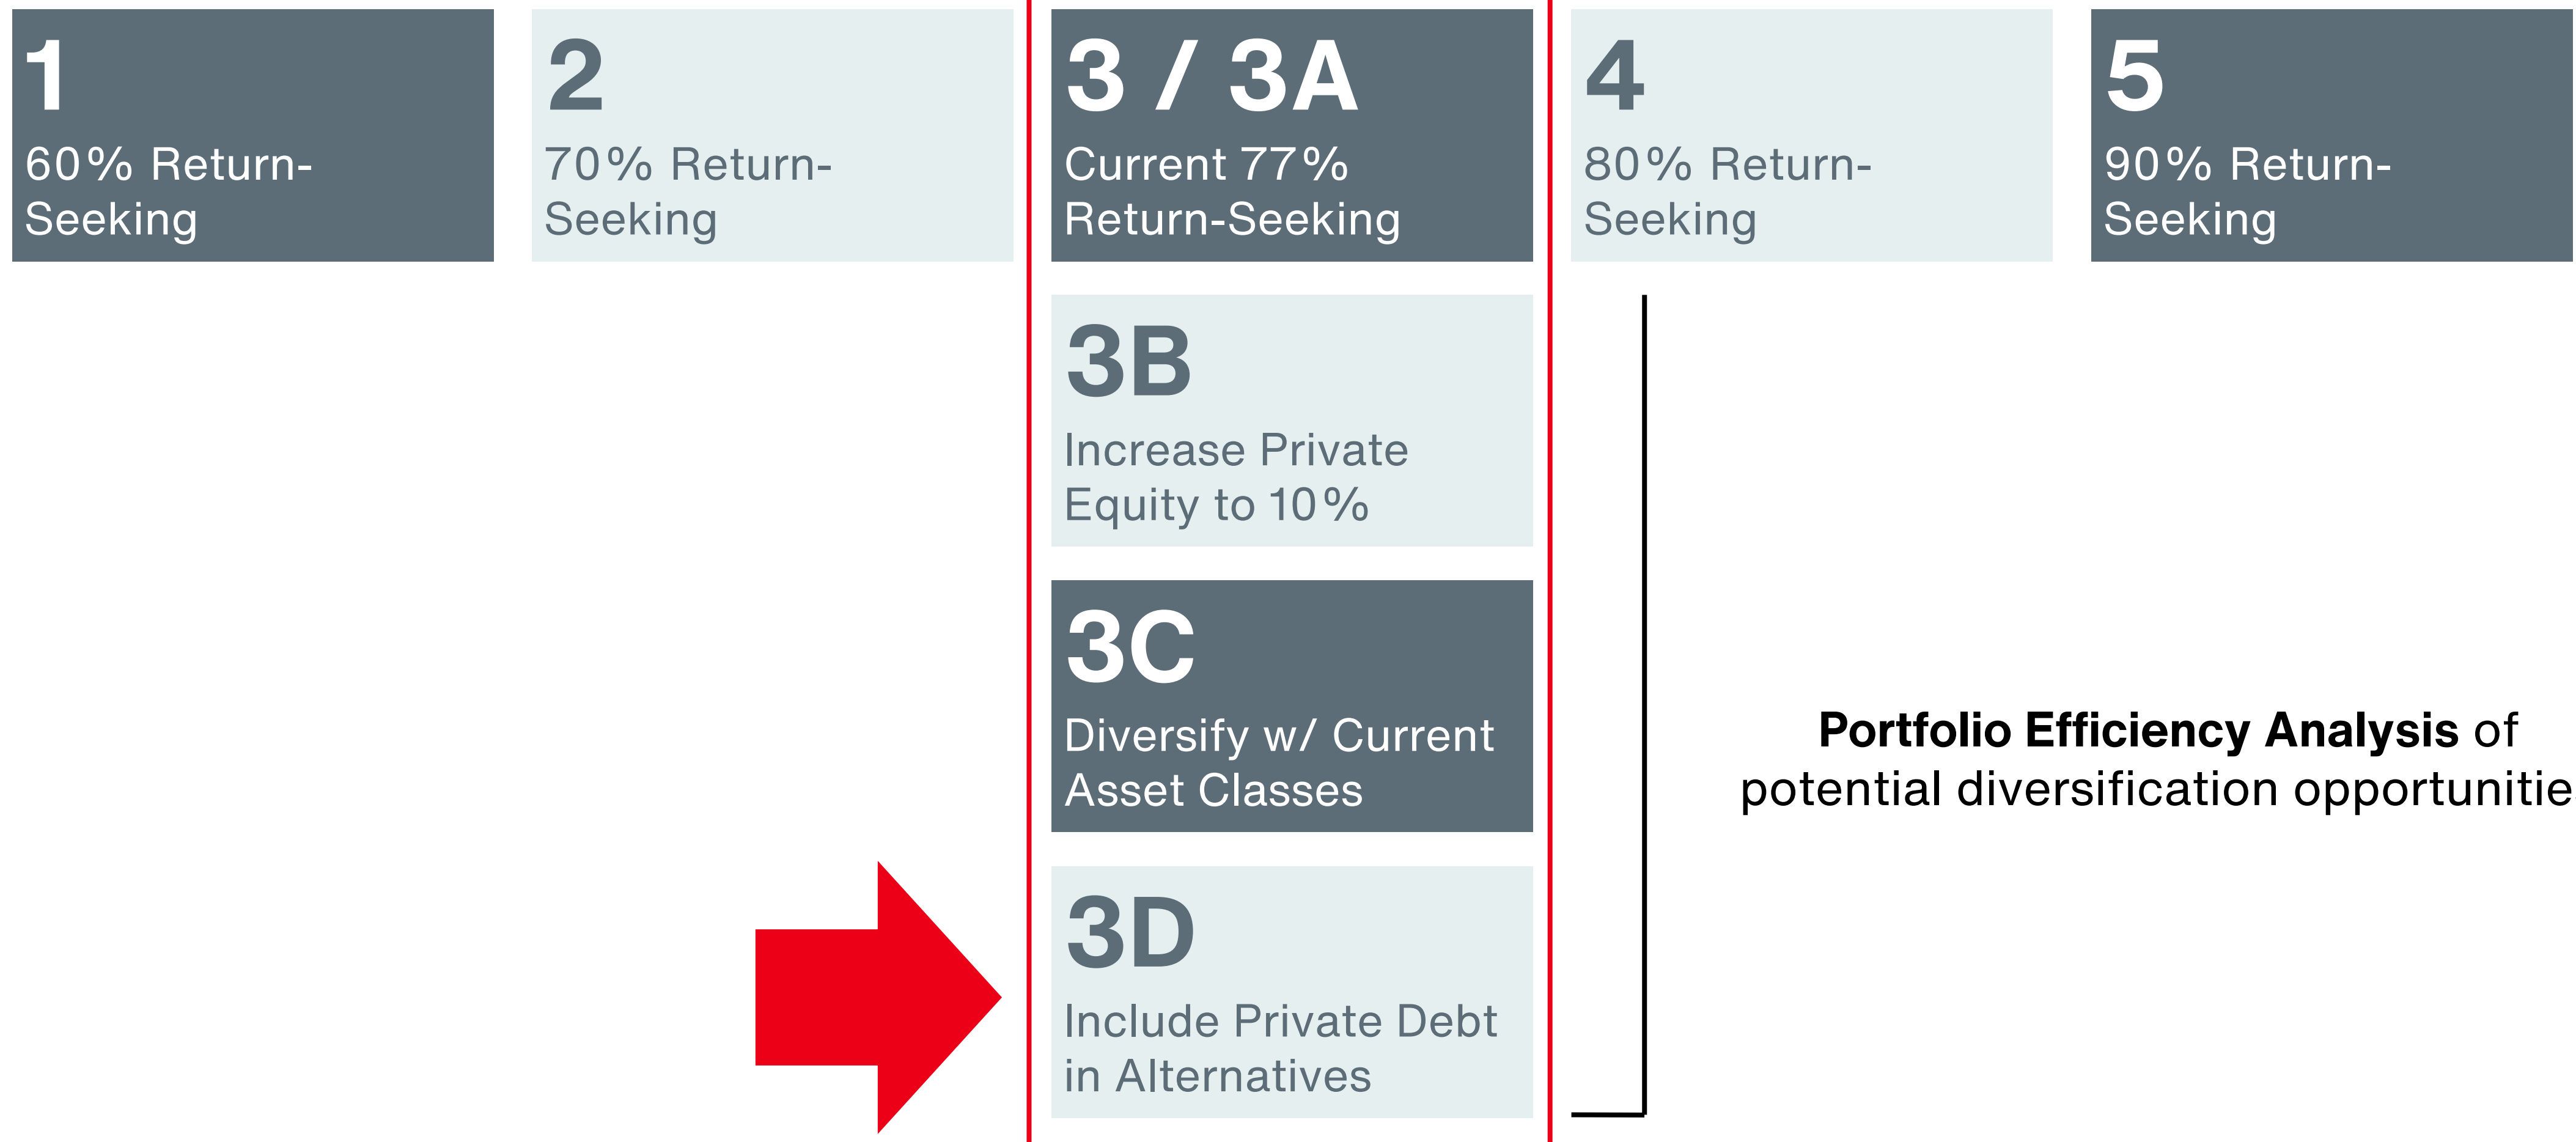 1
60% Return-
Seeking
2
70% Return-
Seeking
3 / 3A
Current 77%
Return-Seeking
4
80% Return-
Seeking
5
90% Return-
Seeking
3B
Increase Private
Equity to 10%
3C
Diversify w/ Current
Asset Classes
3D
Include Private Debt
in Alternatives
Portfolio Efficiency Analysis of
potential diversification opportunitie